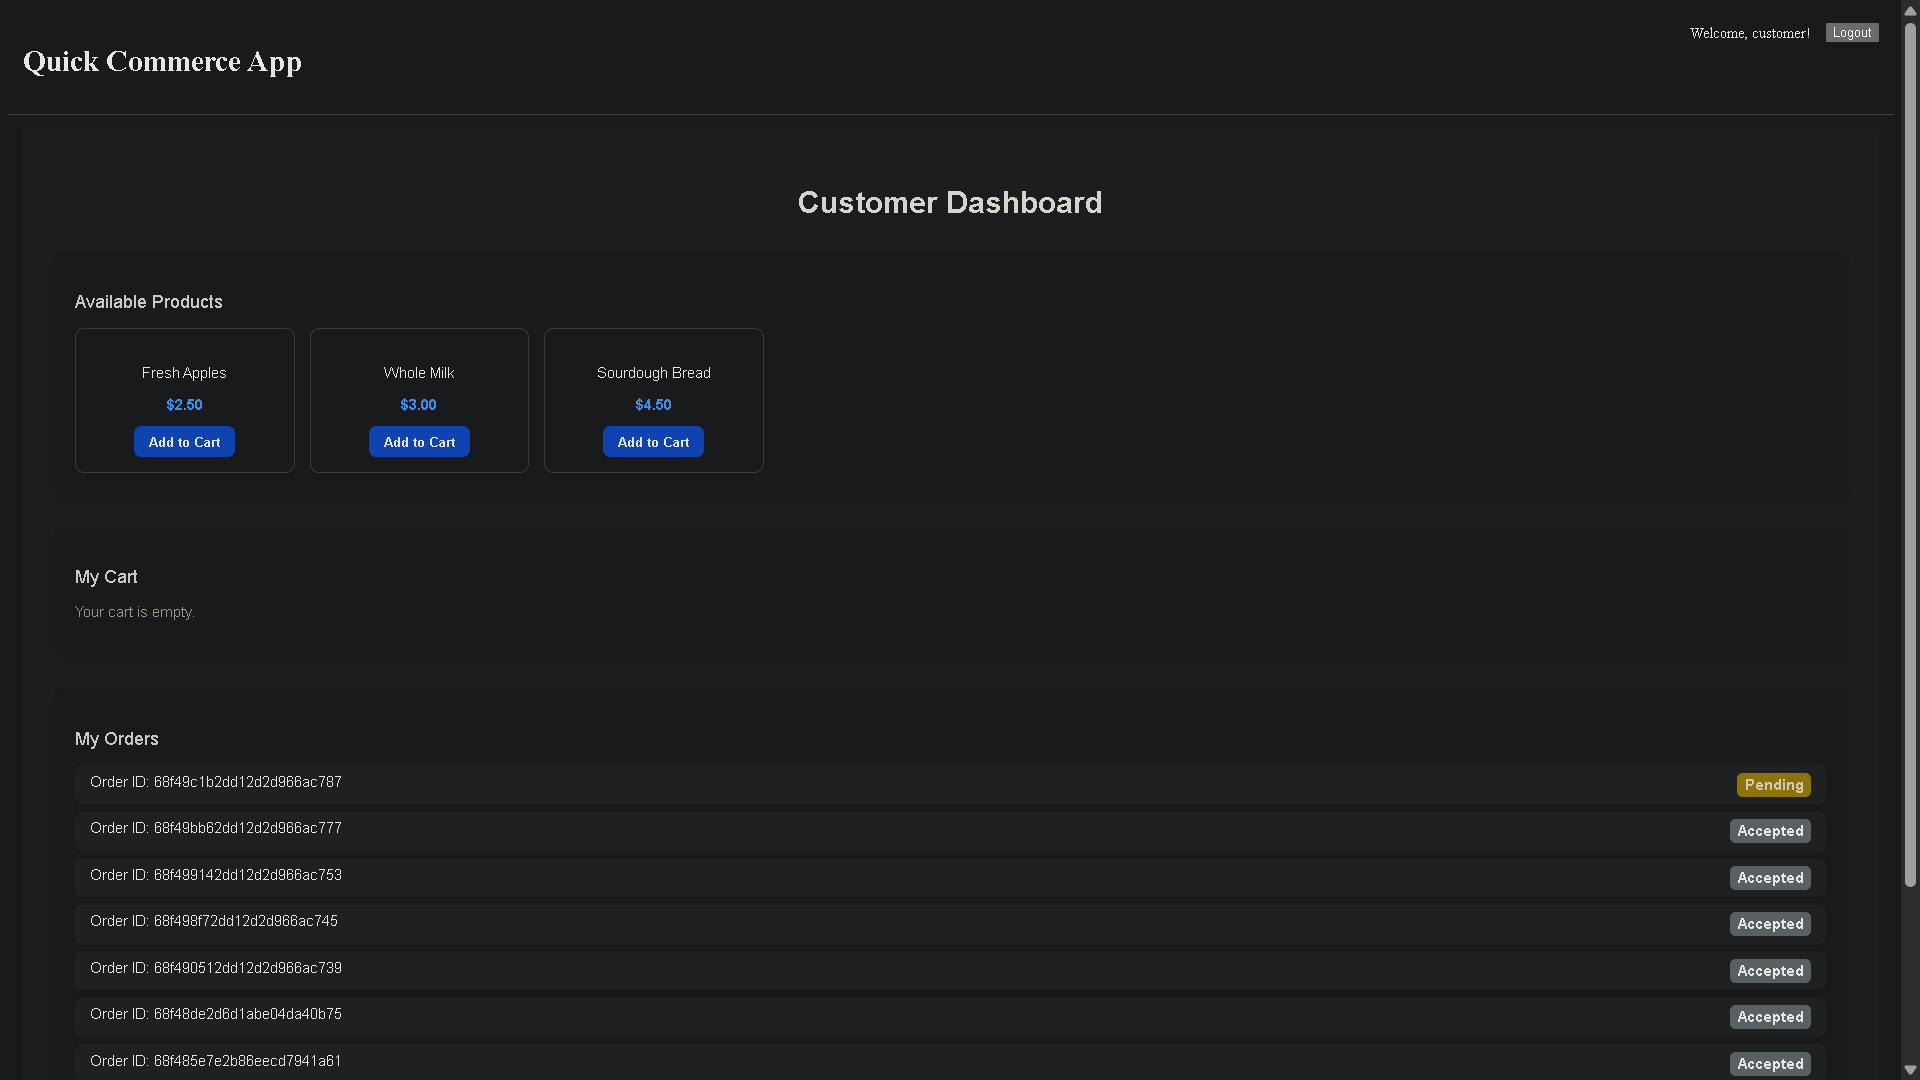 Welcome, customer! Logout
Quick Commerce App
Customer Dashboard
Available Products
Fresh Apples
$2.50
Add to Cart
Whole Milk
$3.00
Add to Cart
Sourdough Bread
$4.50
Add to Cart
My Cart
Your cart is empty.
My Orders
Order ID: 68f49c1b2dd12d2d966ac787 Pending
Order ID: 68f49bb62dd12d2d966ac777 Accepted
Order ID: 68f499142dd12d2d966ac753 Accepted
Order ID: 68f498f72dd12d2d966ac745 Accepted
Order ID: 68f490512dd12d2d966ac739 Accepted
Order ID: 68f48de2d6d1abe04da40b75 Accepted
Order ID: 68f485e7e2b86eecd7941a61 Accepted